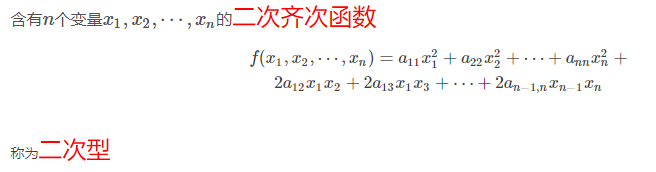 含有n个变量x₁, x₂, ···, xₙ的二次齐次函数
f(x₁, x₂, ···, xₙ) = a₁₁x₁² + a₂₂x₂² + ··· + aₙₙxₙ² +
2a₁₂x₁x₂ + 2a₁₃x₁x₃ + ··· + 2aₙ₋₁,ₙxₙ₋₁xₙ
称为二次型